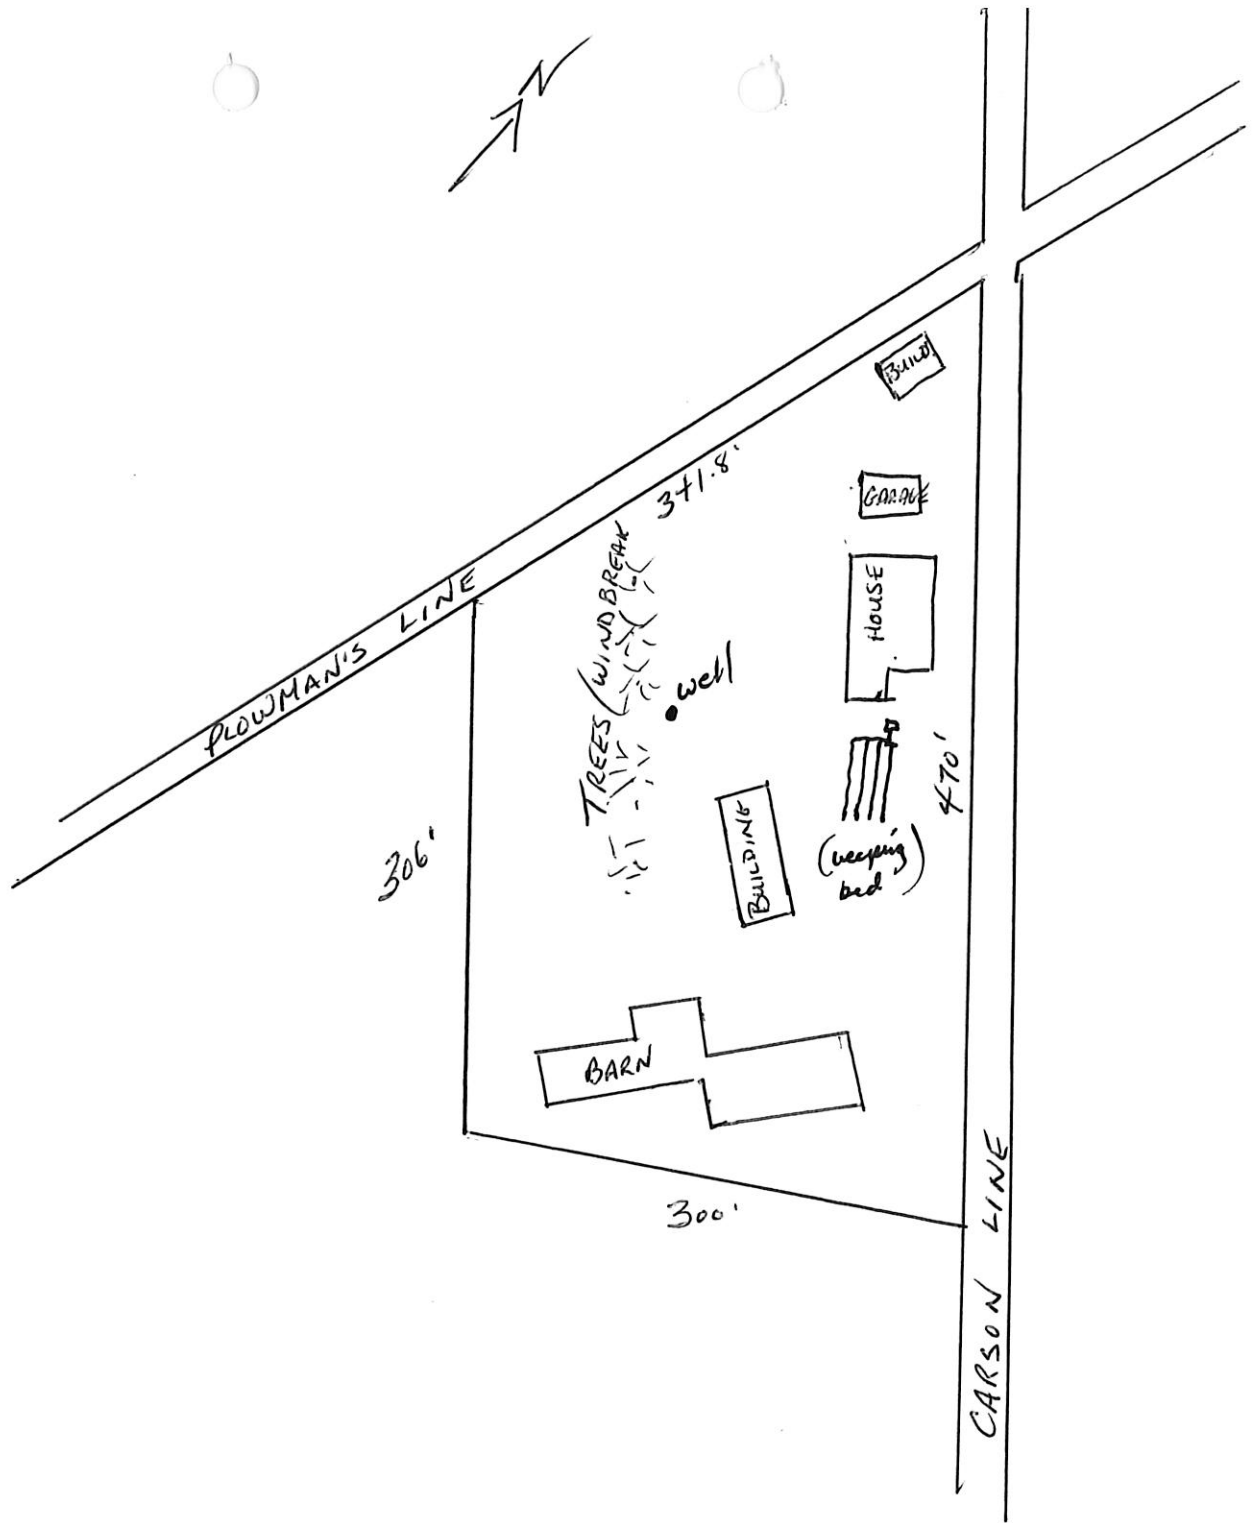 N
BUILD.
341.8'
GARAGE
TREES/WINDBREAK
HOUSE
PLOWMAN'S LINE
well
470'
BUILDING
306'
(weeping
bed)
BARN
300'
CARSON LINE